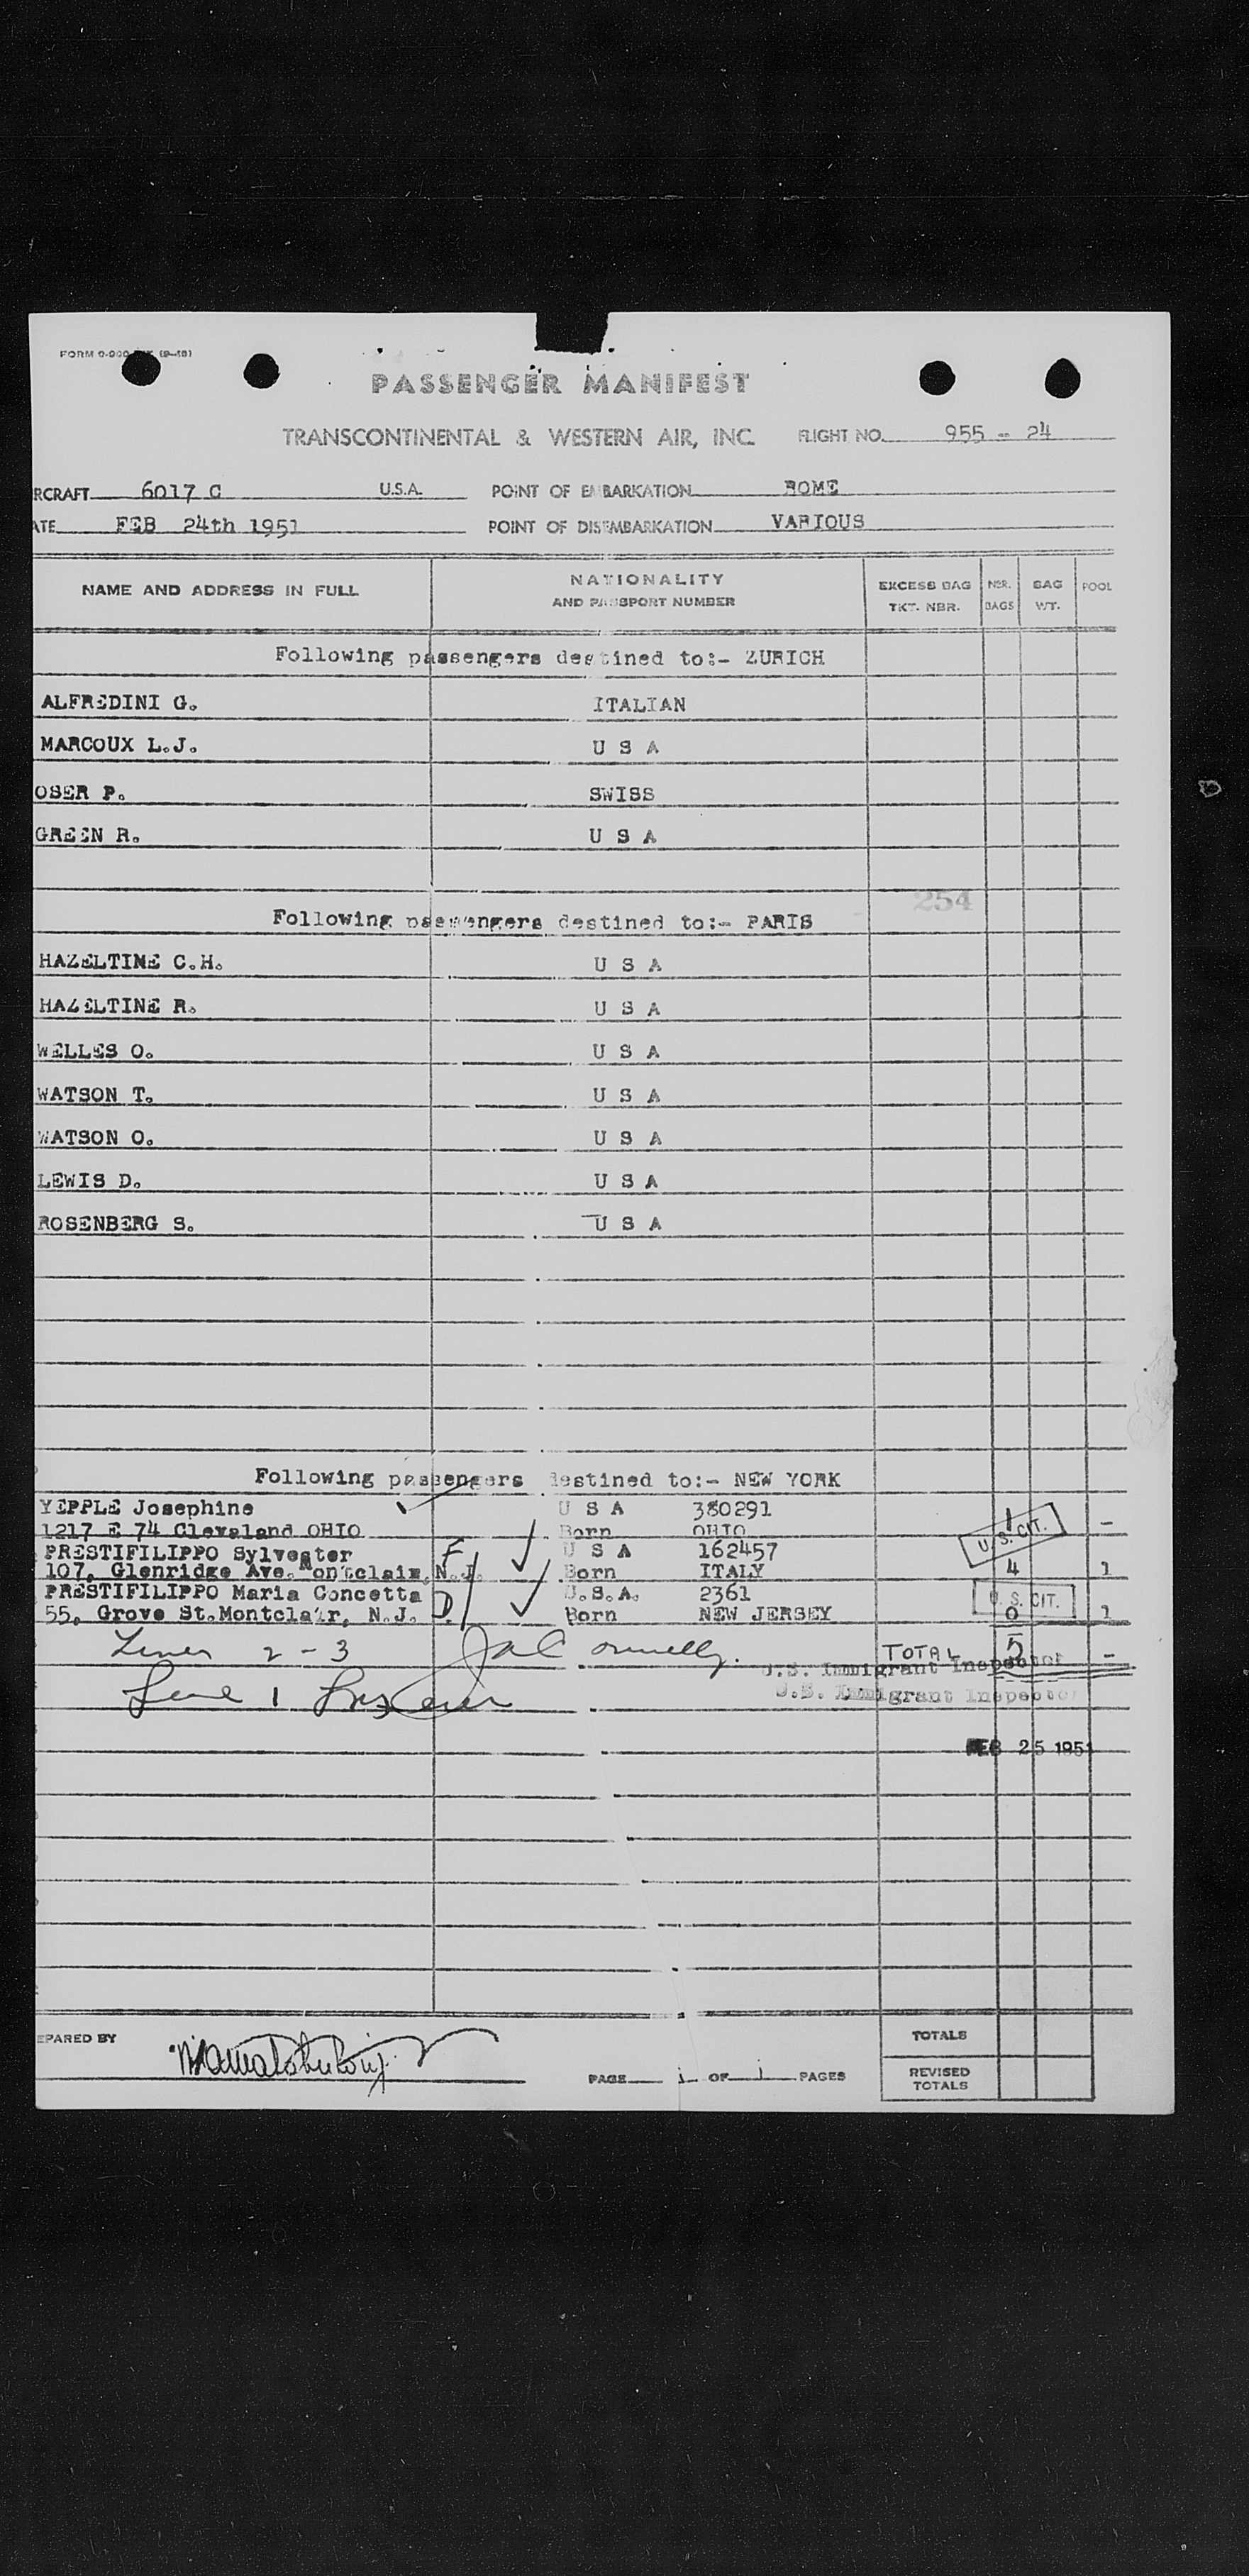 PASSENGER MANIFEST
TRANSCONTINENTAL & WESTERN AIR, INC. FLIGHT NO. 955 - 24
RCRAFT 6017 C U.S.A. POINT OF EMBARKATION ROME
ATE FEB 24th 1951 POINT OF DISEMBARKATION VARIOUS
NAME AND ADDRESS IN FULL NATIONALITY AND PASSPORT NUMBER EXCESS BAG TKT. NBR. NBR. BAGS BAG WT. POOL
Following passengers destined to:- ZURICH
ALFREDINI G. ITALIAN
MARCOUX L.J. U S A
OSER P. SWISS
GREEN R. U S A
254
Following passengers destined to:- PARIS
HAZELTINE C.H. U S A
HAZELTINE R. U S A
WELLES O. U S A
WATSON T. U S A
WATSON O. U S A
LEWIS D. U S A
ROSENBERG S. U S A
Following passengers destined to:- NEW YORK
YEPPLE Josephine U S A 380291
1217 E 74 Cleveland OHIO Born OHIO 1 U.S. CIT. -
PRESTIFILIPPO Sylvester F U S A 162457
107, Glenridge Ave. Montclair, N.J. Born ITALY 4 1
PRESTIFILIPPO Maria Concetta D U.S.A. 2361 U. S. CIT.
55, Grove St. Montclair, N.J. Born NEW JERSEY 0 1
Lines 2 - 3 TOTAL 5 -
U.S. Immigrant Inspector
Line 1
U.S. Immigrant Inspector
FEB 25 1951
EPARED BY
PAGE 1 OF 1 PAGES
TOTALS
REVISED TOTALS